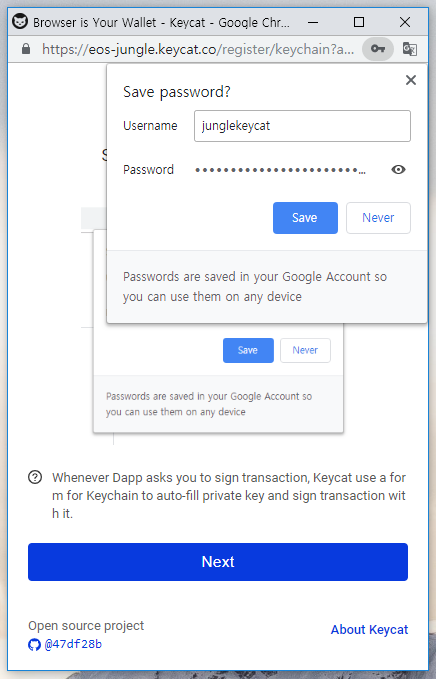 Browser is Your Wallet - Keycat - Google Chr...
https://eos-jungle.keycat.co/register/keychain?a...
Save password?
Username junglekeycat
Password ••••••••••••••••••••••••...
Save Never
Passwords are saved in your Google Account so
you can use them on any device
S
Save Never
Passwords are saved in your Google Account so
you can use them on any device
Whenever Dapp asks you to sign transaction, Keycat use a for
m for Keychain to auto-fill private key and sign transaction wit
h it.
Next
Open source project
@47df28b
About Keycat